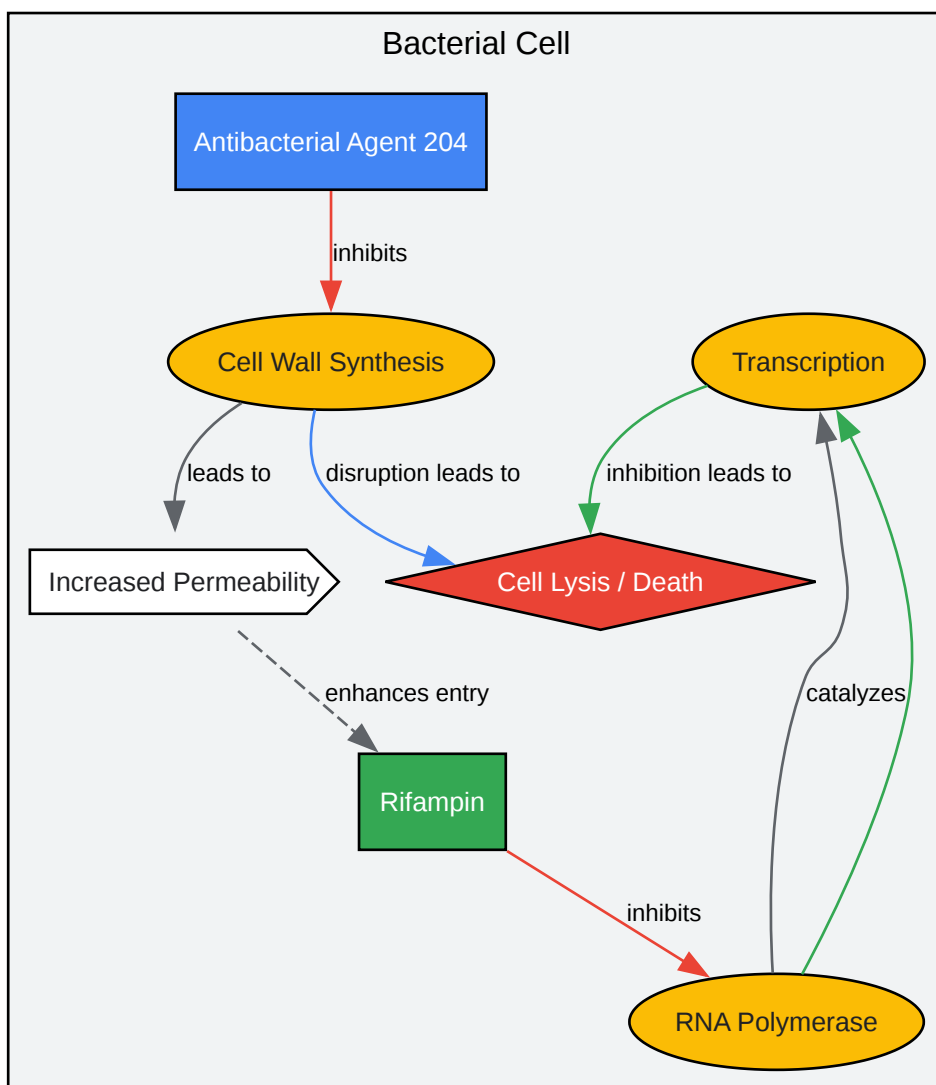 Bacterial Cell
Antibacterial Agent 204
inhibits
Cell Wall Synthesis
Transcription
leads to
disruption leads to
inhibition leads to
Increased Permeability
Cell Lysis / Death
enhances entry
catalyzes
Rifampin
inhibits
RNA Polymerase